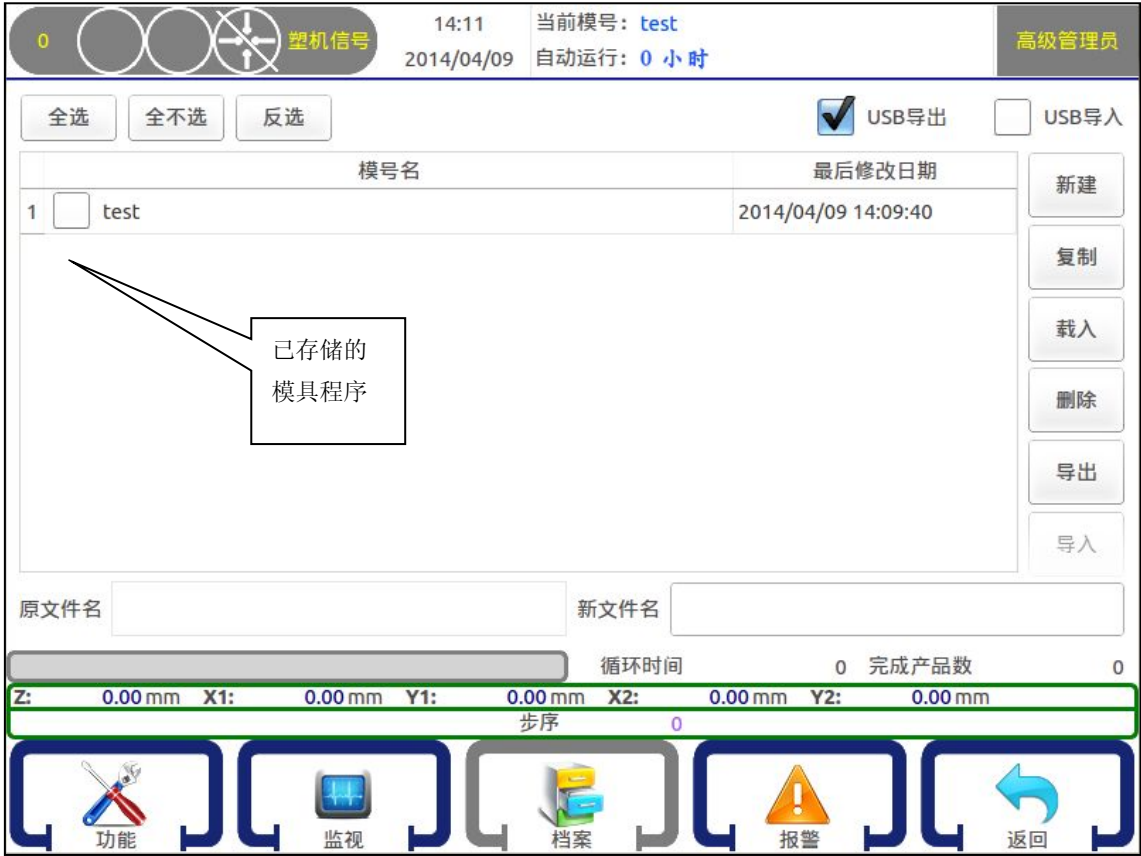 0 塑机信号
14:11
2014/04/09
当前模号: test
自动运行: 0 小时
高级管理员
全选 全不选 反选 USB导出 USB导入
模号名 最后修改日期
1 test 2014/04/09 14:09:40
新建
复制
载入
删除
导出
导入
已存储的
模具程序
原文件名 新文件名
循环时间 0 完成产品数 0
Z: 0.00 mm X1: 0.00 mm Y1: 0.00 mm X2: 0.00 mm Y2: 0.00 mm
步序 0
功能 监视 档案 报警 返回